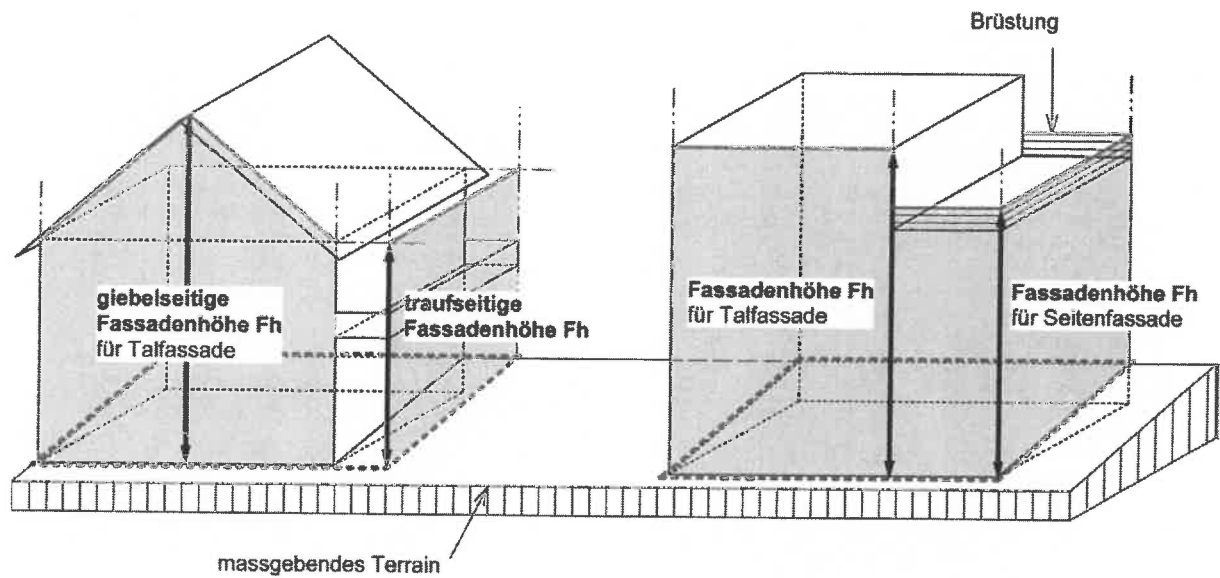 Brüstung
giebelseitige
Fassadenhöhe Fh
für Talfassade
traufseitige
Fassadenhöhe Fh
Fassadenhöhe Fh
für Talfassade
Fassadenhöhe Fh
für Seitenfassade
massgebendes Terrain